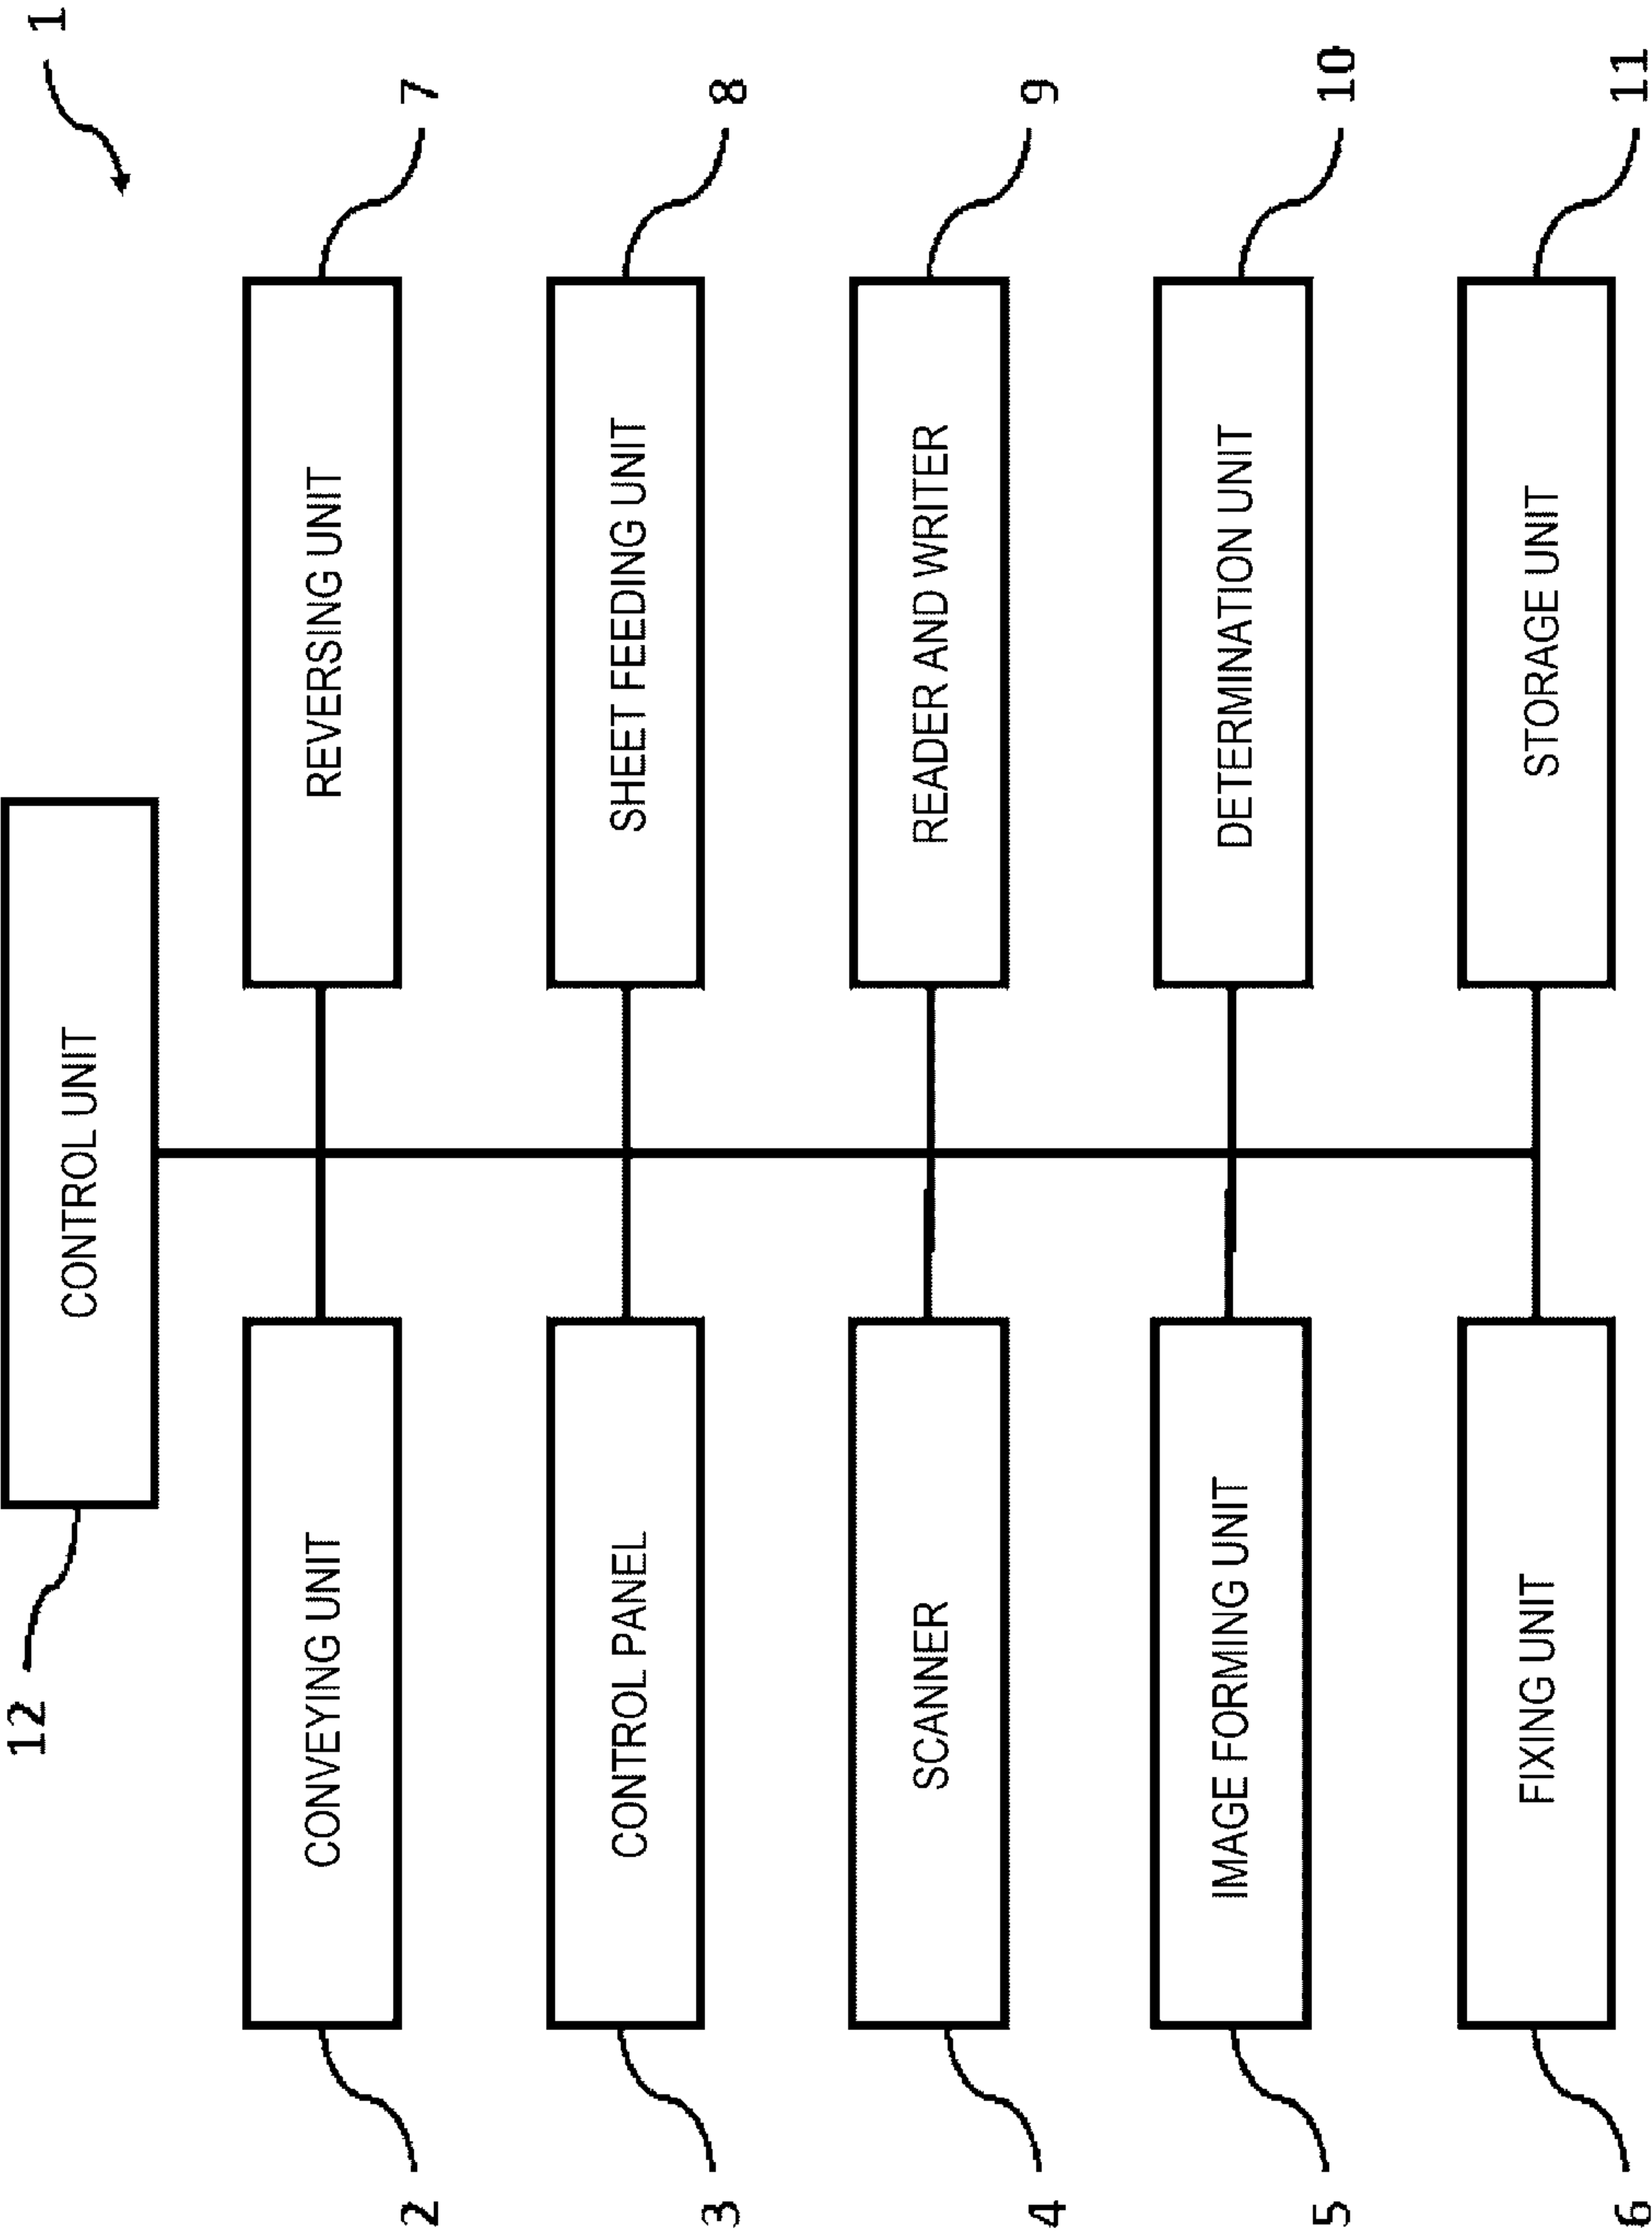 1
12
CONTROL UNIT
2
CONVEYING UNIT
REVERSING UNIT
7
3
CONTROL PANEL
SHEET FEEDING UNIT
8
4
SCANNER
READER AND WRITER
9
5
IMAGE FORMING UNIT
DETERMINATION UNIT
10
6
FIXING UNIT
STORAGE UNIT
11